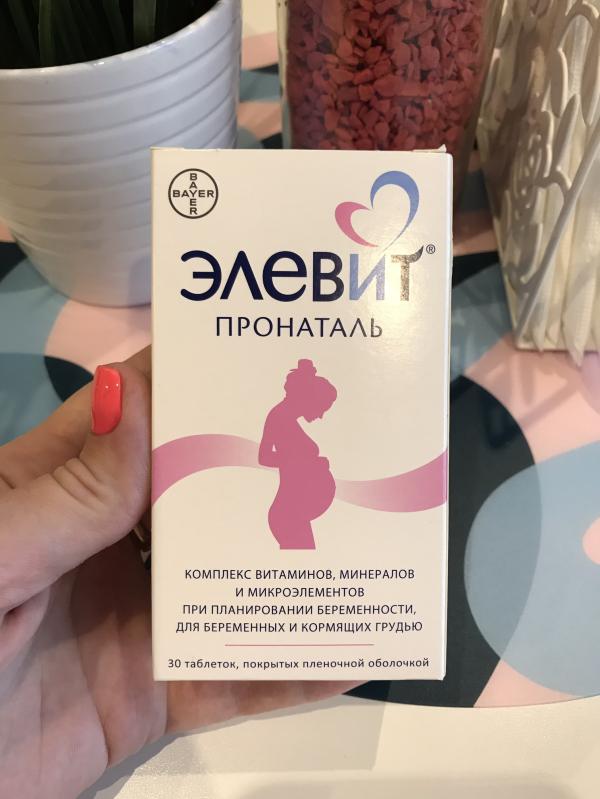 BAYER
BAYER
ЭЛЕВИТ®
ПРОНАТАЛЬ
КОМПЛЕКС ВИТАМИНОВ, МИНЕРАЛОВ
И МИКРОЭЛЕМЕНТОВ
ПРИ ПЛАНИРОВАНИИ БЕРЕМЕННОСТИ,
ДЛЯ БЕРЕМЕННЫХ И КОРМЯЩИХ ГРУДЬЮ
30 таблеток, покрытых пленочной оболочкой